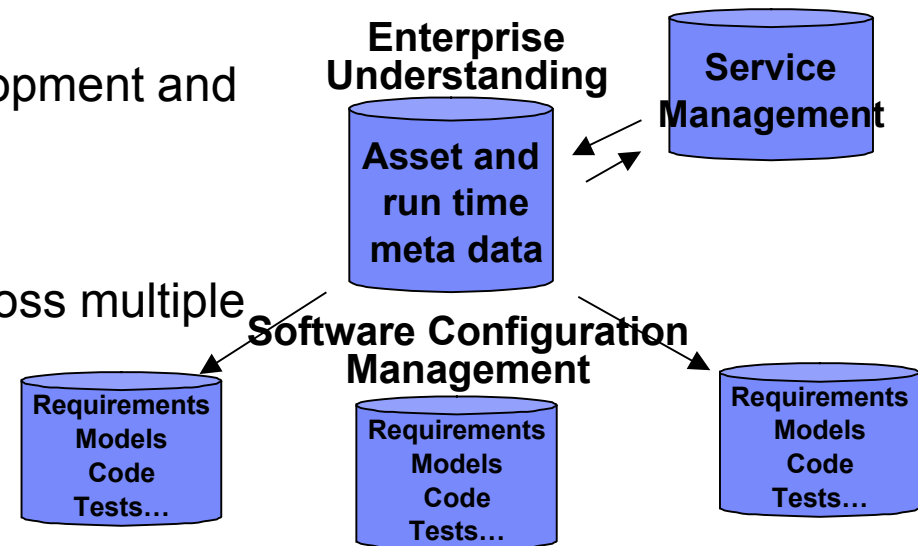 Enterprise
Understanding
Service
Management
opment and
Asset and
run time
meta data
oss multiple
Software Configuration
Management
Requirements
Models
Code
Tests…
Requirements
Models
Code
Tests…
Requirements
Models
Code
Tests…